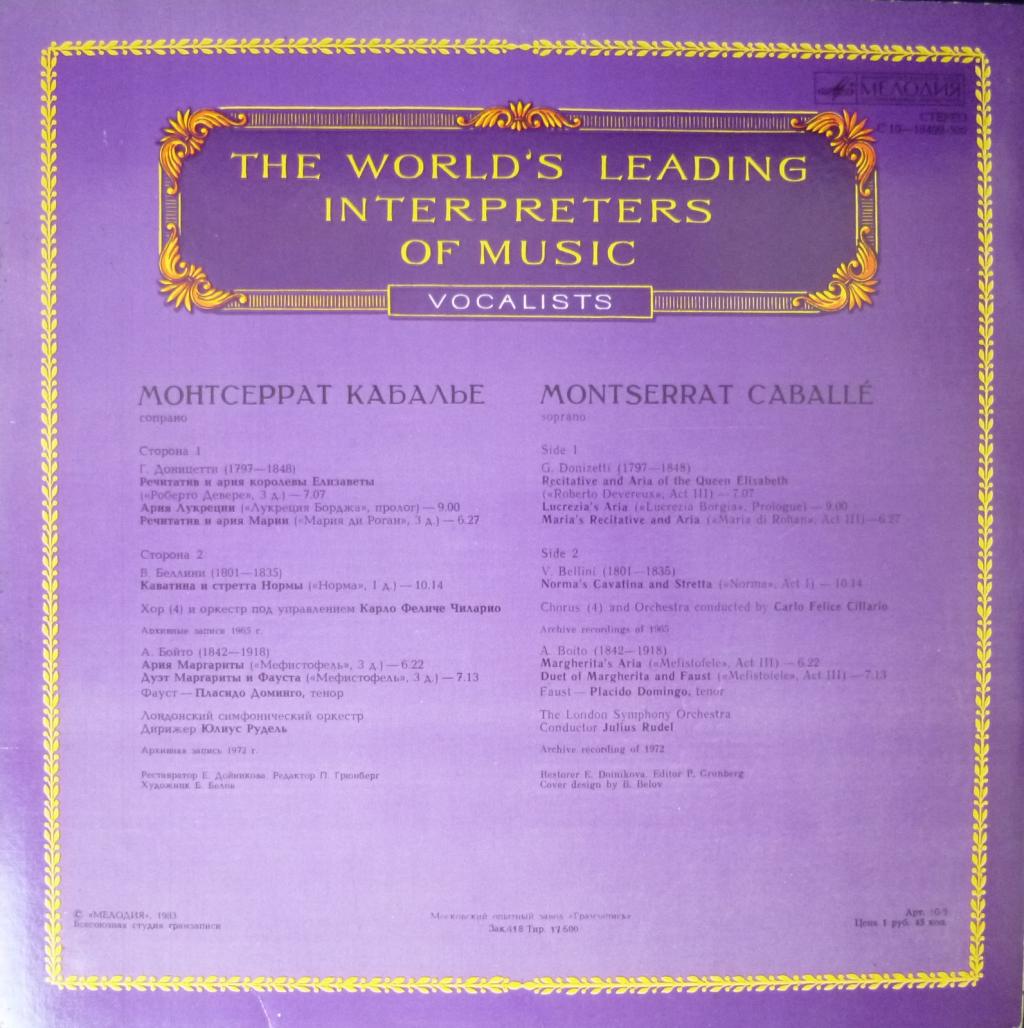 МЕЛОДИЯ
СТЕРЕО
THE WORLD'S LEADING
INTERPRETERS
OF MUSIC
VOCALISTS
МОНТСЕРРАТ КАБАЛЬЕ
сопрано
Сторона 1
Г. Доницетти (1797—1848)
Речитатив и ария королевы Елизаветы
(«Роберто Девере», 3 д.) — 7.07
Ария Лукреции («Лукреция Борджа», пролог) — 9.00
Речитатив и ария Марии («Мария ди Роган», 3 д.) — 6.27
Сторона 2
В. Беллини (1801—1835)
Каватина и стретта Нормы («Норма», 1 д.) — 10.14
Хор (4) и оркестр под управлением Карло Феличе Чиларио
Архивные записи 1965 г.
А. Бойто (1842—1918)
Ария Маргариты («Мефистофель», 3 д.) — 6.22
Дуэт Маргариты и Фауста («Мефистофель», 3 д.) — 7.13
Фауст — Пласидо Доминго, тенор
Лондонский симфонический оркестр
Дирижер Юлиус Рудель
Архивная запись 1972 г.
Реставратор Е. Дойникова. Редактор П. Грюнберг
Художник Б. Белов
MONTSERRAT CABALLÉ
soprano
Side 1
G. Donizetti (1797—1848)
Recitative and Aria of the Queen Elisabeth
(«Roberto Devereux», Act III) — 7.07
Lucrezia's Aria («Lucrezia Borgia», Prologue) — 9.00
Maria's Recitative and Aria («Maria di Rohan», Act III) — 6.27
Side 2
V. Bellini (1801—1835)
Norma's Cavatina and Stretta («Norma», Act I) — 10.14
Chorus (4) and Orchestra conducted by Carlo Felice Cillario
Archive recordings of 1965
A. Boito (1842—1918)
Margherita's Aria («Mefistofele», Act III) — 6.22
Duet of Margherita and Faust («Mefistofele», Act III) — 7.13
Faust — Placido Domingo, tenor
The London Symphony Orchestra
Conductor Julius Rudel
Archive recording of 1972
Restorer E. Doinikova. Editor P. Grunberg
Cover design by B. Belov
© «МЕЛОДИЯ», 1983
Всесоюзная студия грамзаписи
Московский опытный завод «Грамзапись»
Зак.418 Тир. 17600
Арт.
Цена 1 руб. 45 коп.